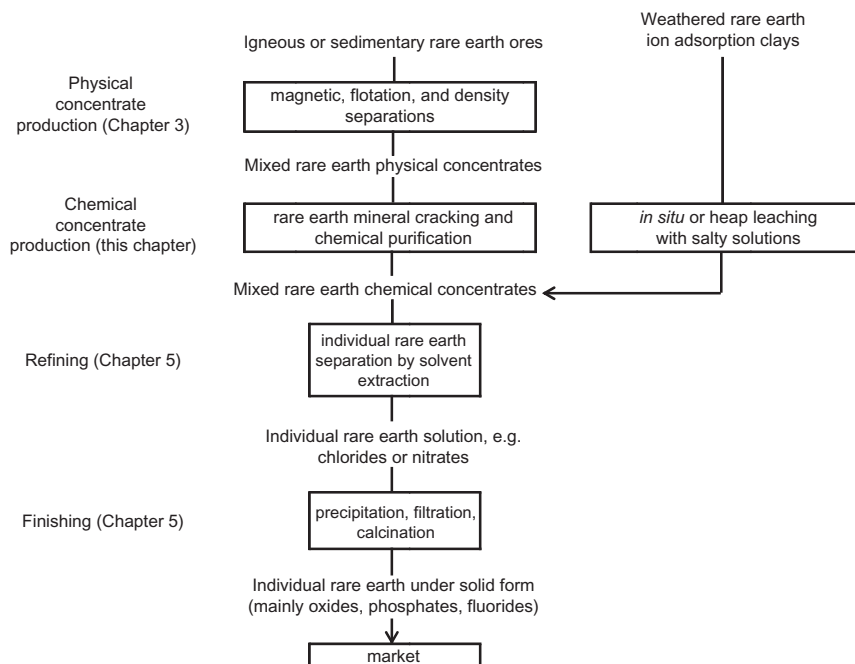 Igneous or sedimentary rare earth ores
Weathered rare earth
ion adsorption clays
Physical
concentrate
production (Chapter 3)
magnetic, flotation, and density
separations
Mixed rare earth physical concentrates
Chemical
concentrate
production (this chapter)
rare earth mineral cracking and
chemical purification
in situ or heap leaching
with salty solutions
Mixed rare earth chemical concentrates
Refining (Chapter 5)
individual rare earth
separation by solvent
extraction
Individual rare earth solution, e.g.
chlorides or nitrates
Finishing (Chapter 5)
precipitation, filtration,
calcination
Individual rare earth under solid form
(mainly oxides, phosphates, fluorides)
market